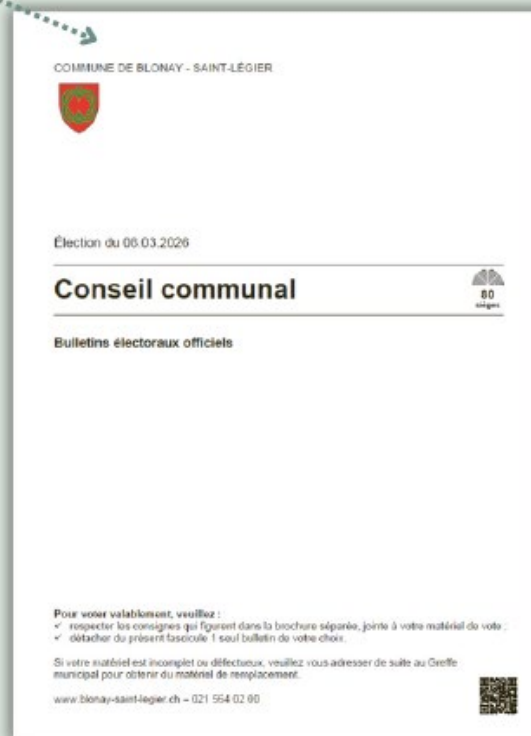 COMMUNE DE BLONAY - SAINT-LÉGIER
Élection du 08.03.2026
Conseil communal
80
sièges
Bulletins électoraux officiels
Pour voter valablement, veuillez :
✓ respecter les consignes qui figurent dans la brochure séparée, jointe à votre matériel de vote ;
✓ détacher du présent fascicule 1 seul bulletin de votre choix.
Si votre matériel est incomplet ou défectueux, veuillez vous adresser de suite au Greffe
municipal pour obtenir du matériel de remplacement.
www.blonay-saint-legier.ch – 021 564 02 00